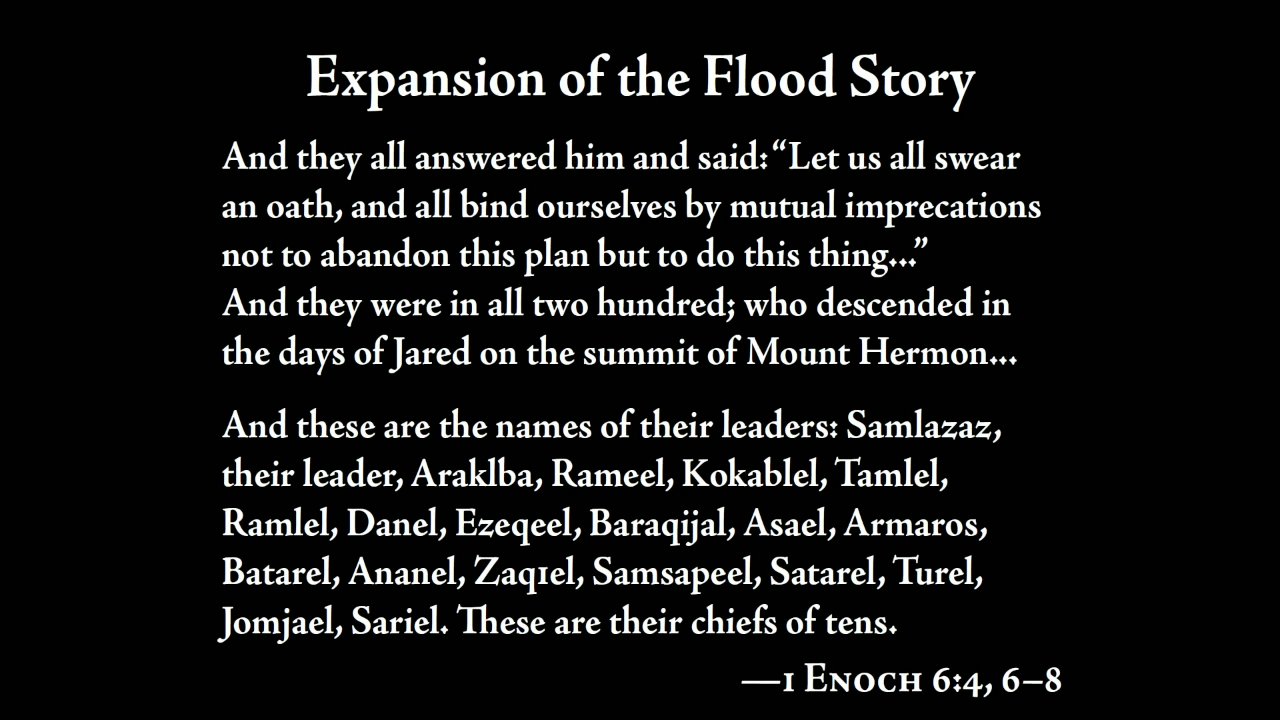 Expansion of the Flood Story
And they all answered him and said: “Let us all swear
an oath, and all bind ourselves by mutual imprecations
not to abandon this plan but to do this thing...”
And they were in all two hundred; who descended in
the days of Jared on the summit of Mount Hermon...
And these are the names of their leaders: Samlazaz,
their leader, Araklba, Rameel, Kokablel, Tamlel,
Ramlel, Danel, Ezeqeel, Baraqijal, Asael, Armaros,
Batarel, Ananel, Zaq1el, Samsapeel, Satarel, Turel,
Jomjael, Sariel. These are their chiefs of tens.
—1 Enoch 6:4, 6–8